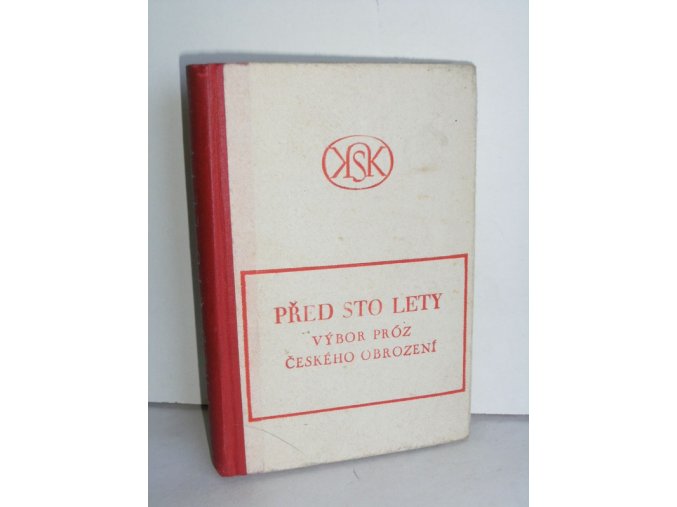 KSK
PŘED STO LETY
VÝBOR PRÓZ
ČESKÉHO OBROZENÍ